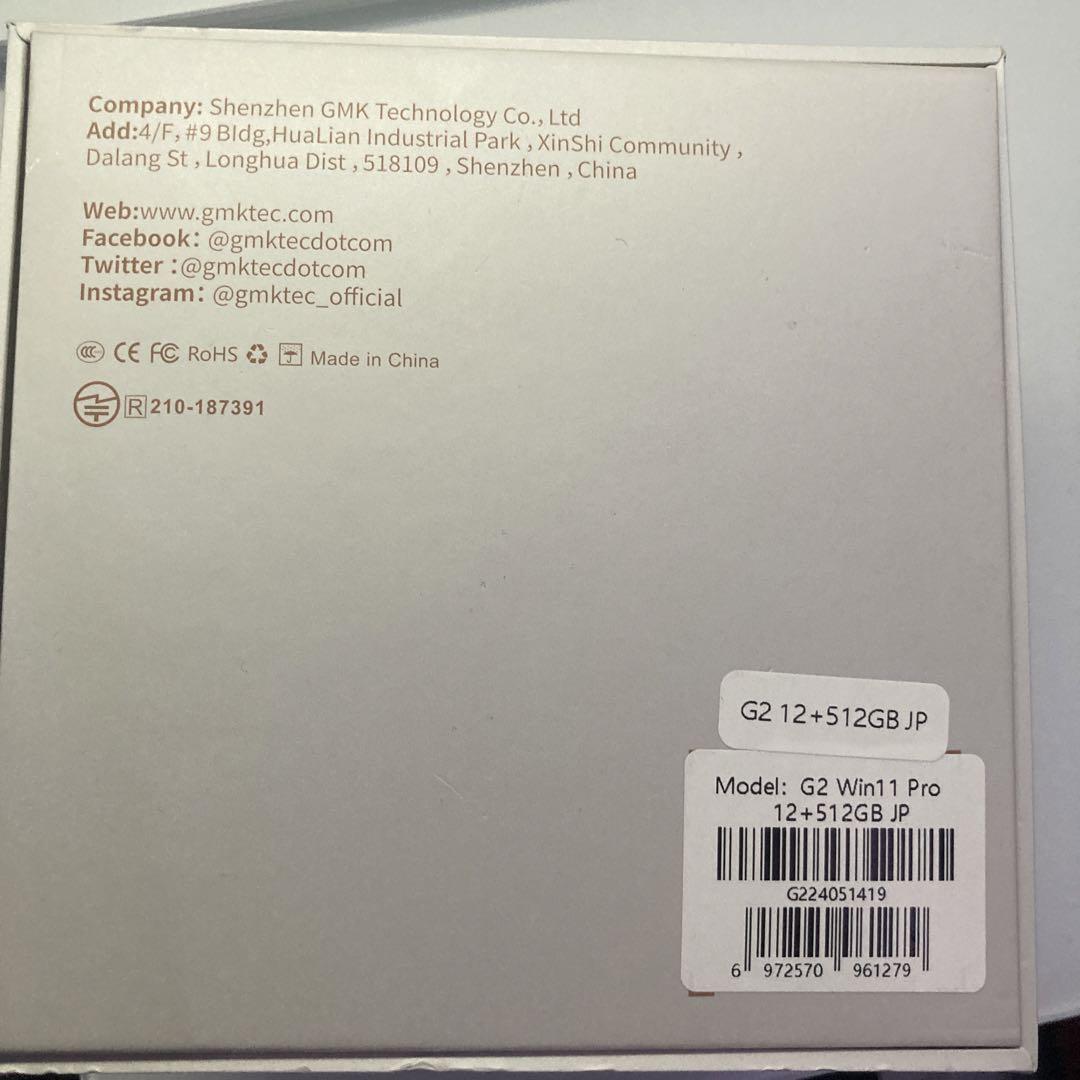 Company: Shenzhen GMK Technology Co., Ltd
Add:4/F, #9 Bldg,HuaLian Industrial Park , XinShi Community ,
Dalang St , Longhua Dist , 518109 , Shenzhen , China
Web:www.gmktec.com
Facebook: @gmktecdotcom
Twitter :@gmktecdotcom
Instagram: @gmktec_official
CCC CE FC RoHS Made in China
R 210-187391
G2 12+512GB JP
Model: G2 Win11 Pro
12+512GB JP
G224051419
6 972570 961279